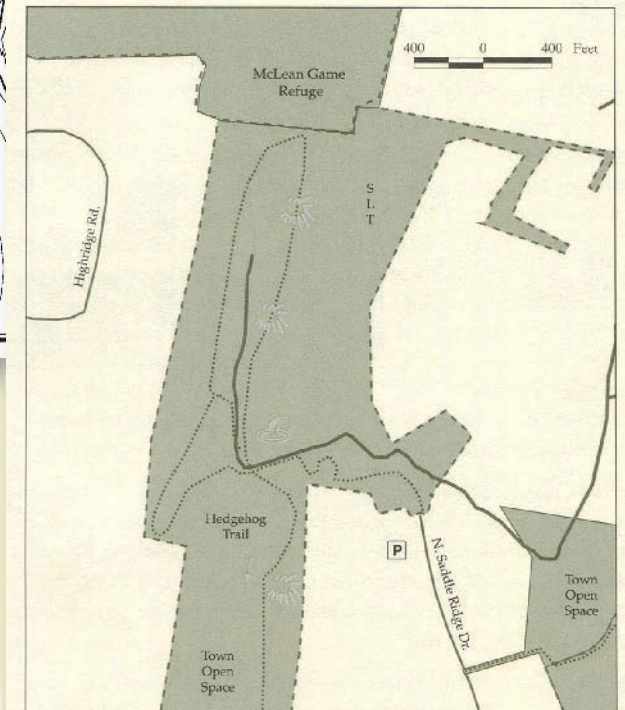 400 0 400 Feet
McLean Game
Refuge
S
L
T
Highridge Rd.
Hedgehog
Trail
P
N. Saddle Ridge Dr.
Town
Open
Space
Town
Open
Space